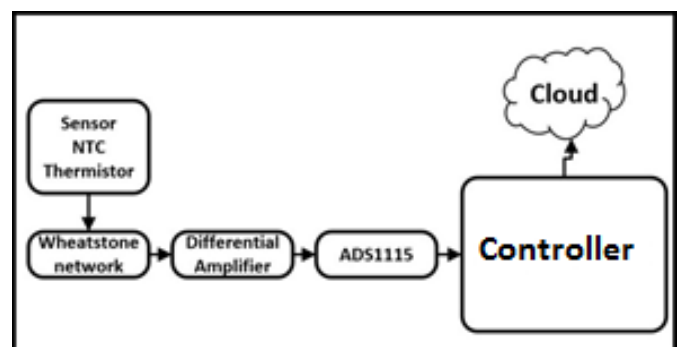 Cloud
Sensor
NTC
Thermistor
Wheatstone
network
Differential
Amplifier
ADS1115
Controller